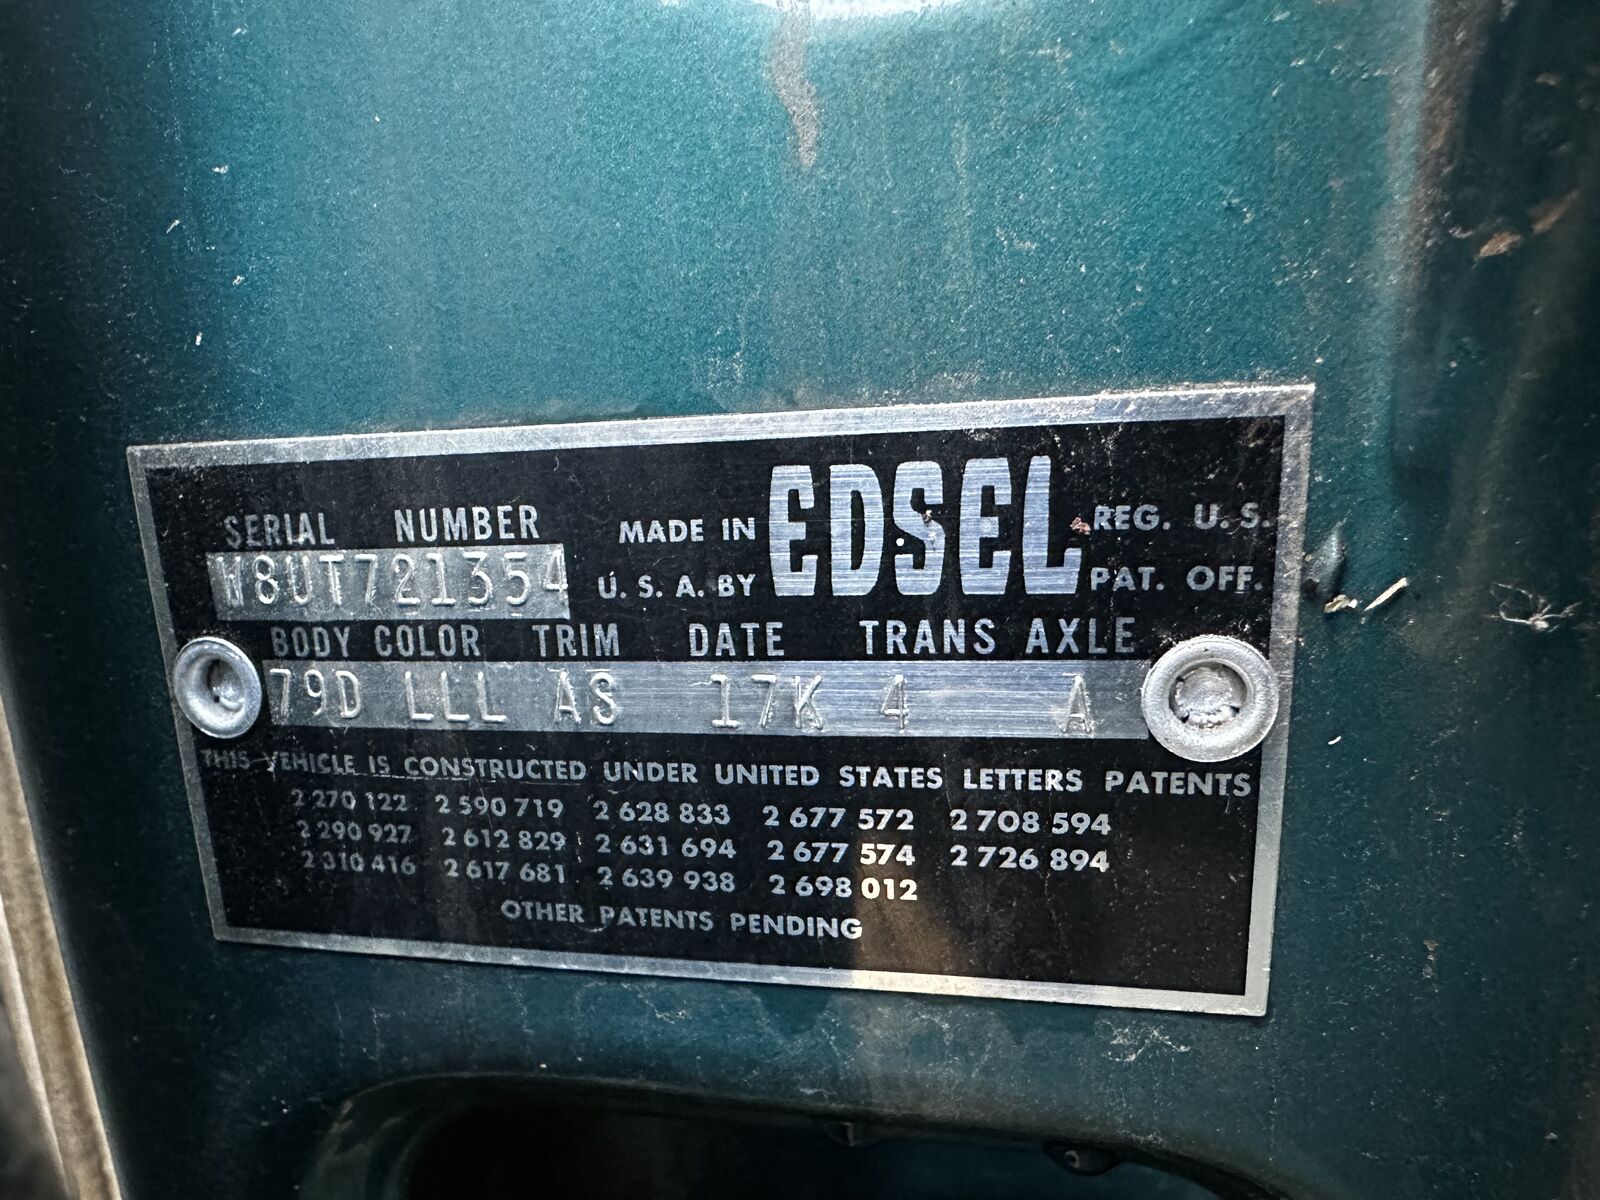 SERIAL NUMBER MADE IN EDSEL REG. U. S.
W8UT721354 U. S. A. BY PAT. OFF.
BODY COLOR TRIM DATE TRANS AXLE
79D LLL AS 17K 4 A
THIS VEHICLE IS CONSTRUCTED UNDER UNITED STATES LETTERS PATENTS
2 270 122 2 590 719 2 628 833 2 677 572 2 708 594
2 290 927 2 612 829 2 631 694 2 677 574 2 726 894
2 310 416 2 617 681 2 639 938 2 698 012
OTHER PATENTS PENDING